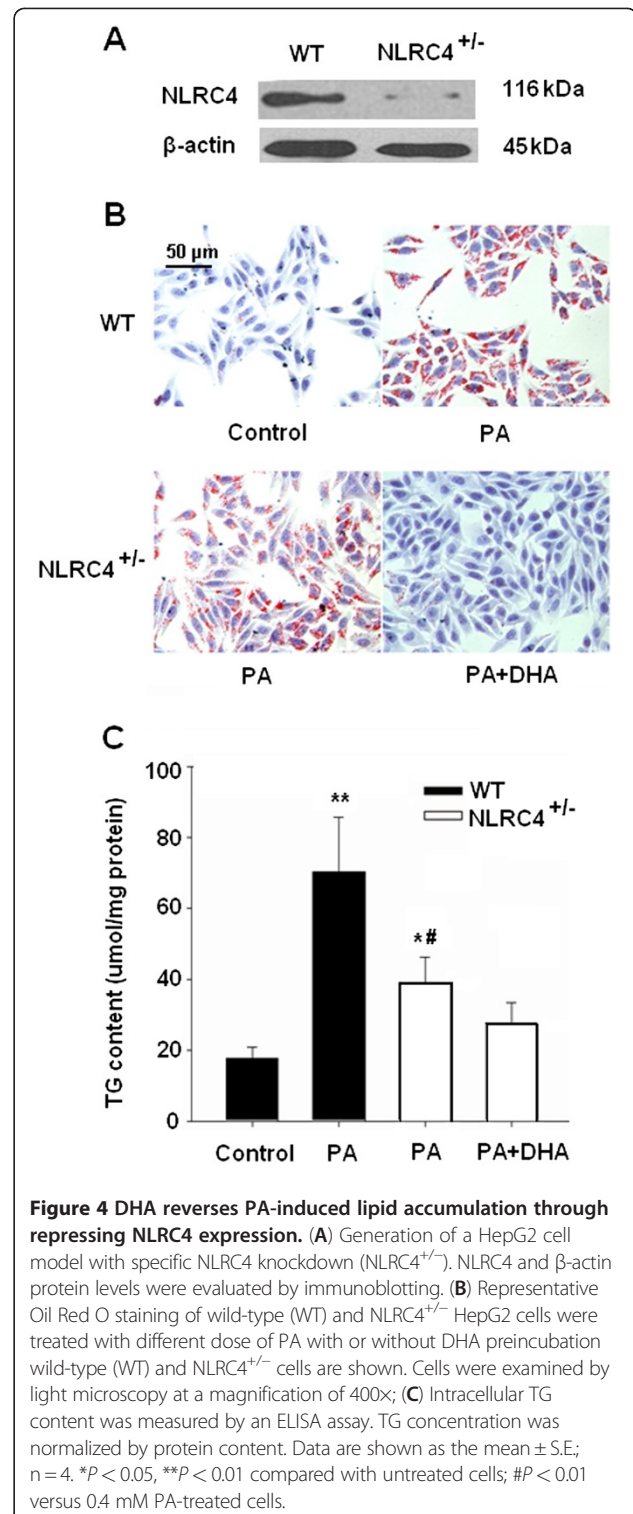 A
WT NLRC4+/-
NLRC4 116 kDa
β-actin 45kDa
B
50 µm
WT
Control PA
NLRC4+/-
PA PA+DHA
C
100
WT
NLRC4+/-
**
80
60
*#
40
20
0
TG content (umol/mg protein)
Control PA PA PA+DHA
Figure 4 DHA reverses PA-induced lipid accumulation through
repressing NLRC4 expression. (A) Generation of a HepG2 cell
model with specific NLRC4 knockdown (NLRC4+/−). NLRC4 and β-actin
protein levels were evaluated by immunoblotting. (B) Representative
Oil Red O staining of wild-type (WT) and NLRC4+/− HepG2 cells were
treated with different dose of PA with or without DHA preincubation
wild-type (WT) and NLRC4+/− cells are shown. Cells were examined by
light microscopy at a magnification of 400×; (C) Intracellular TG
content was measured by an ELISA assay. TG concentration was
normalized by protein content. Data are shown as the mean ± S.E.;
n = 4. *P < 0.05, **P < 0.01 compared with untreated cells; #P < 0.01
versus 0.4 mM PA-treated cells.